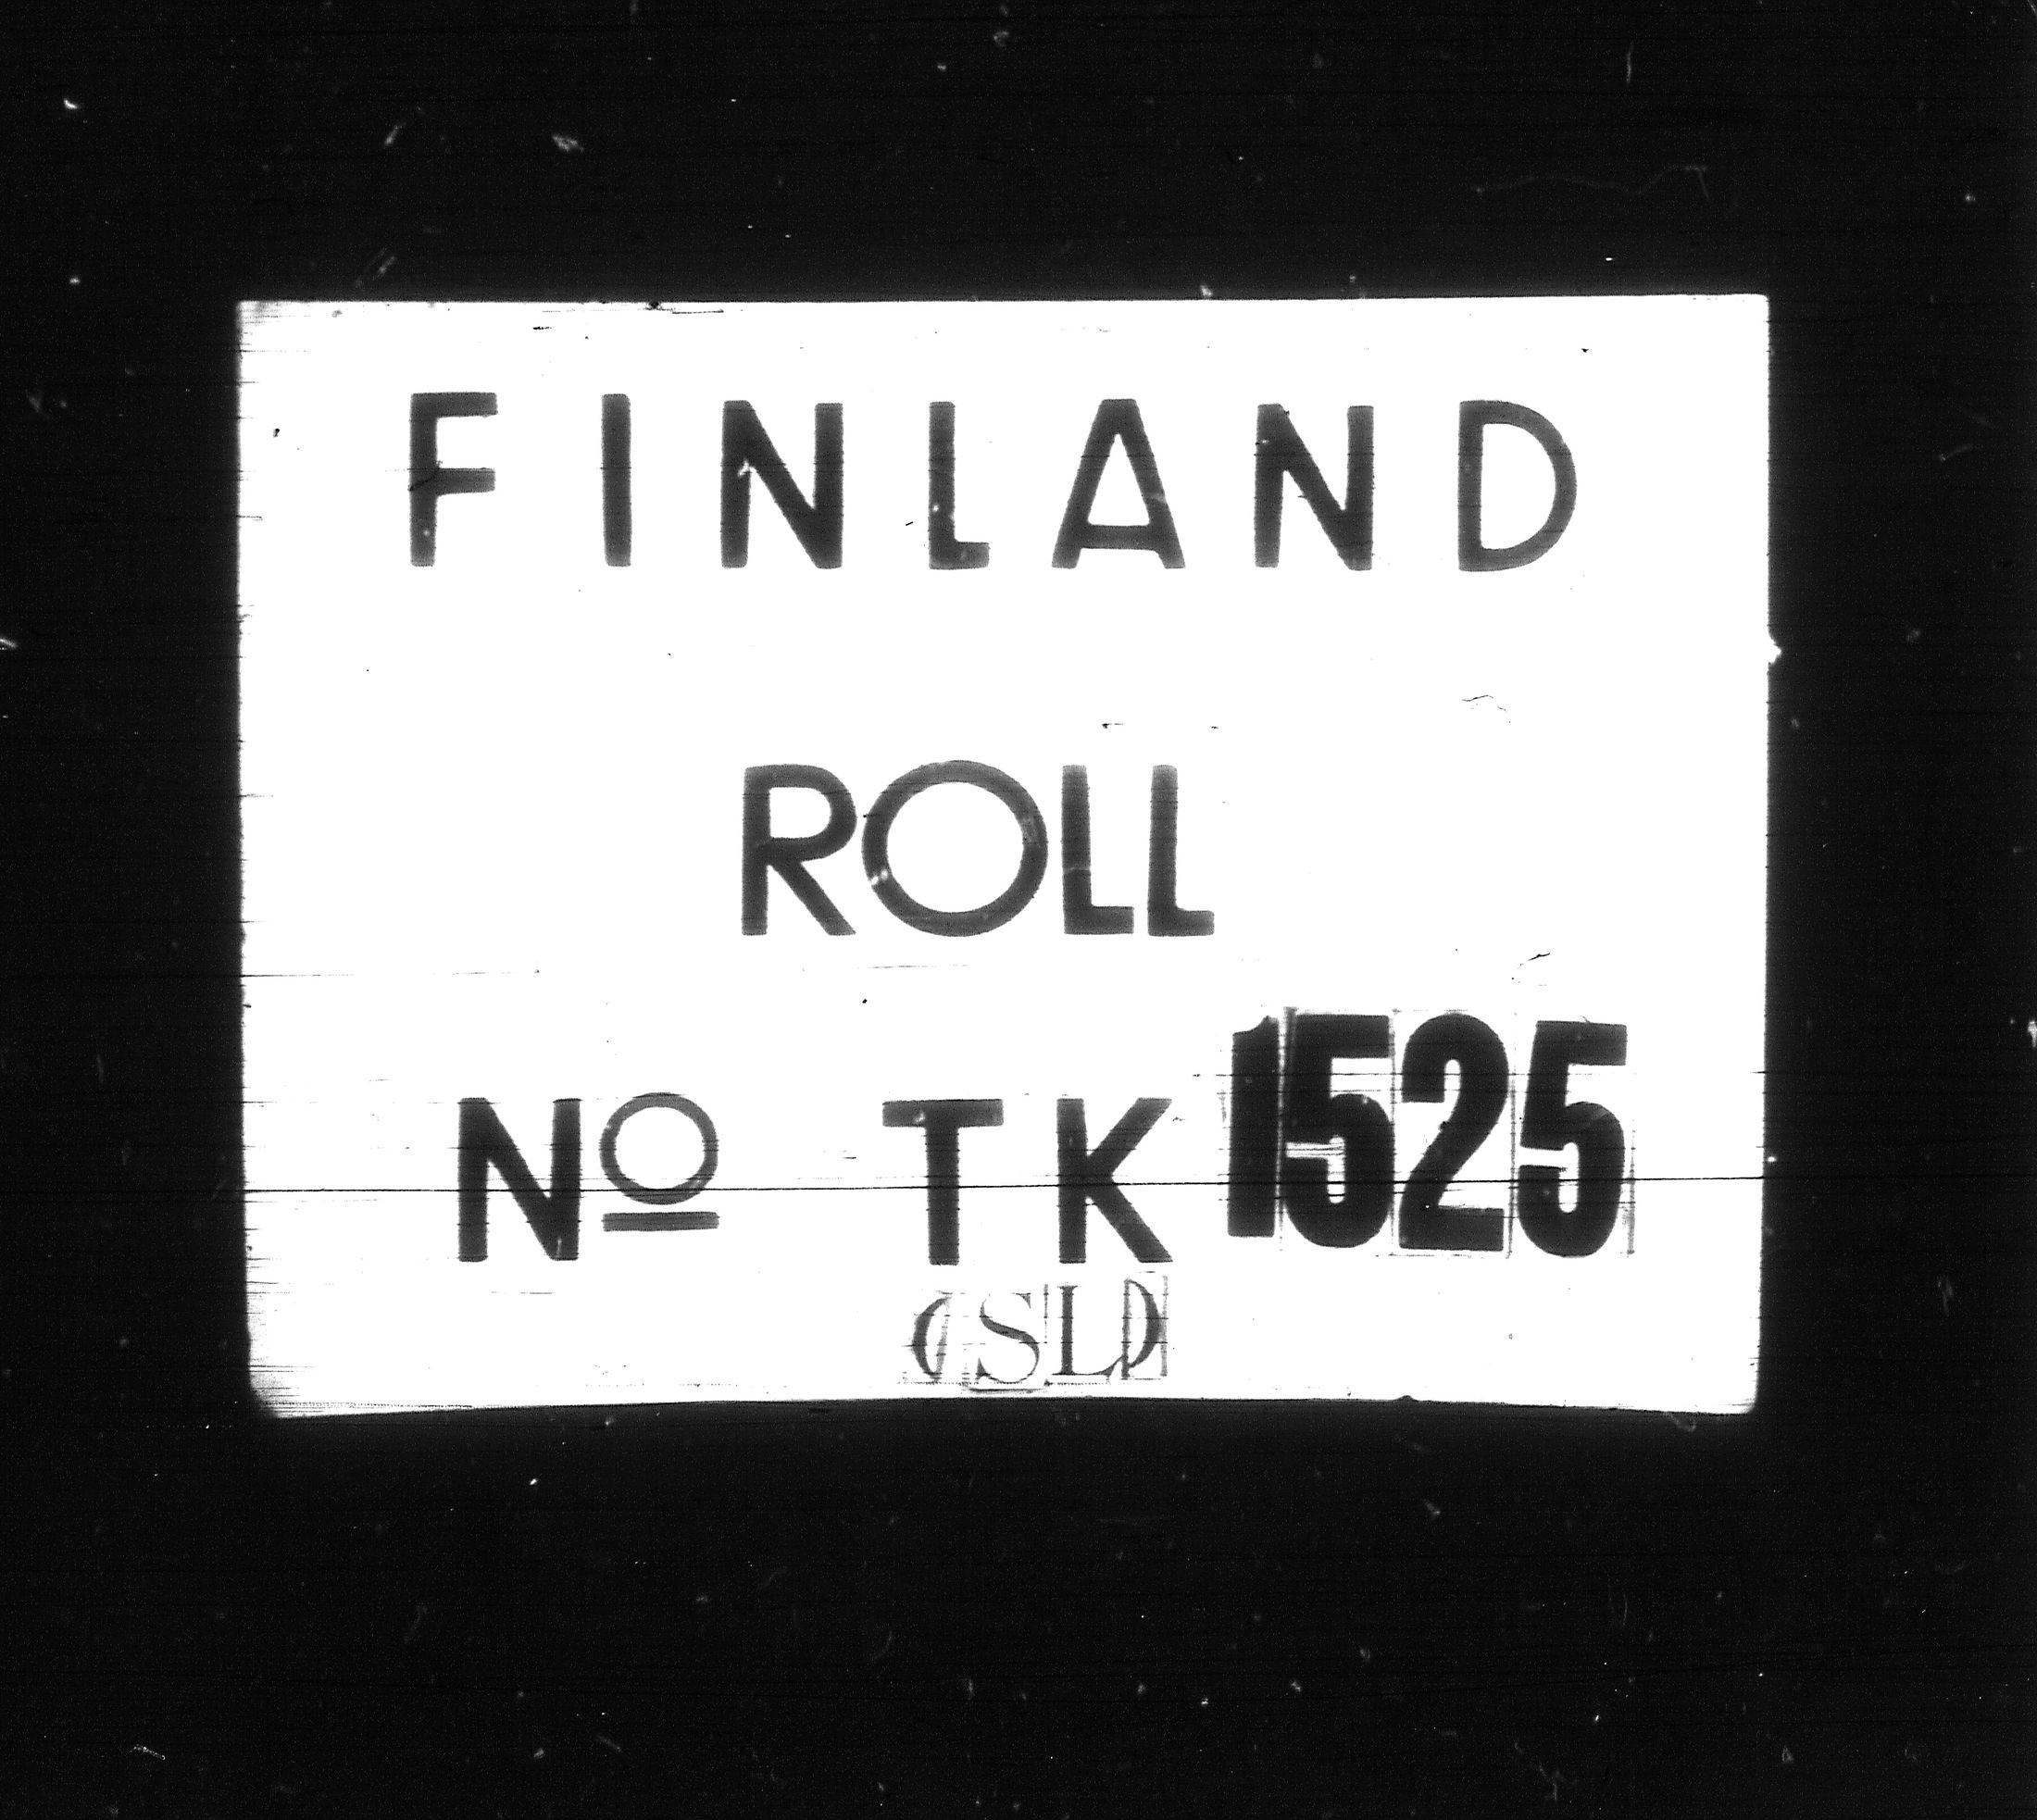 FINLAND
ROLL
Nº TK 1525
(SL)